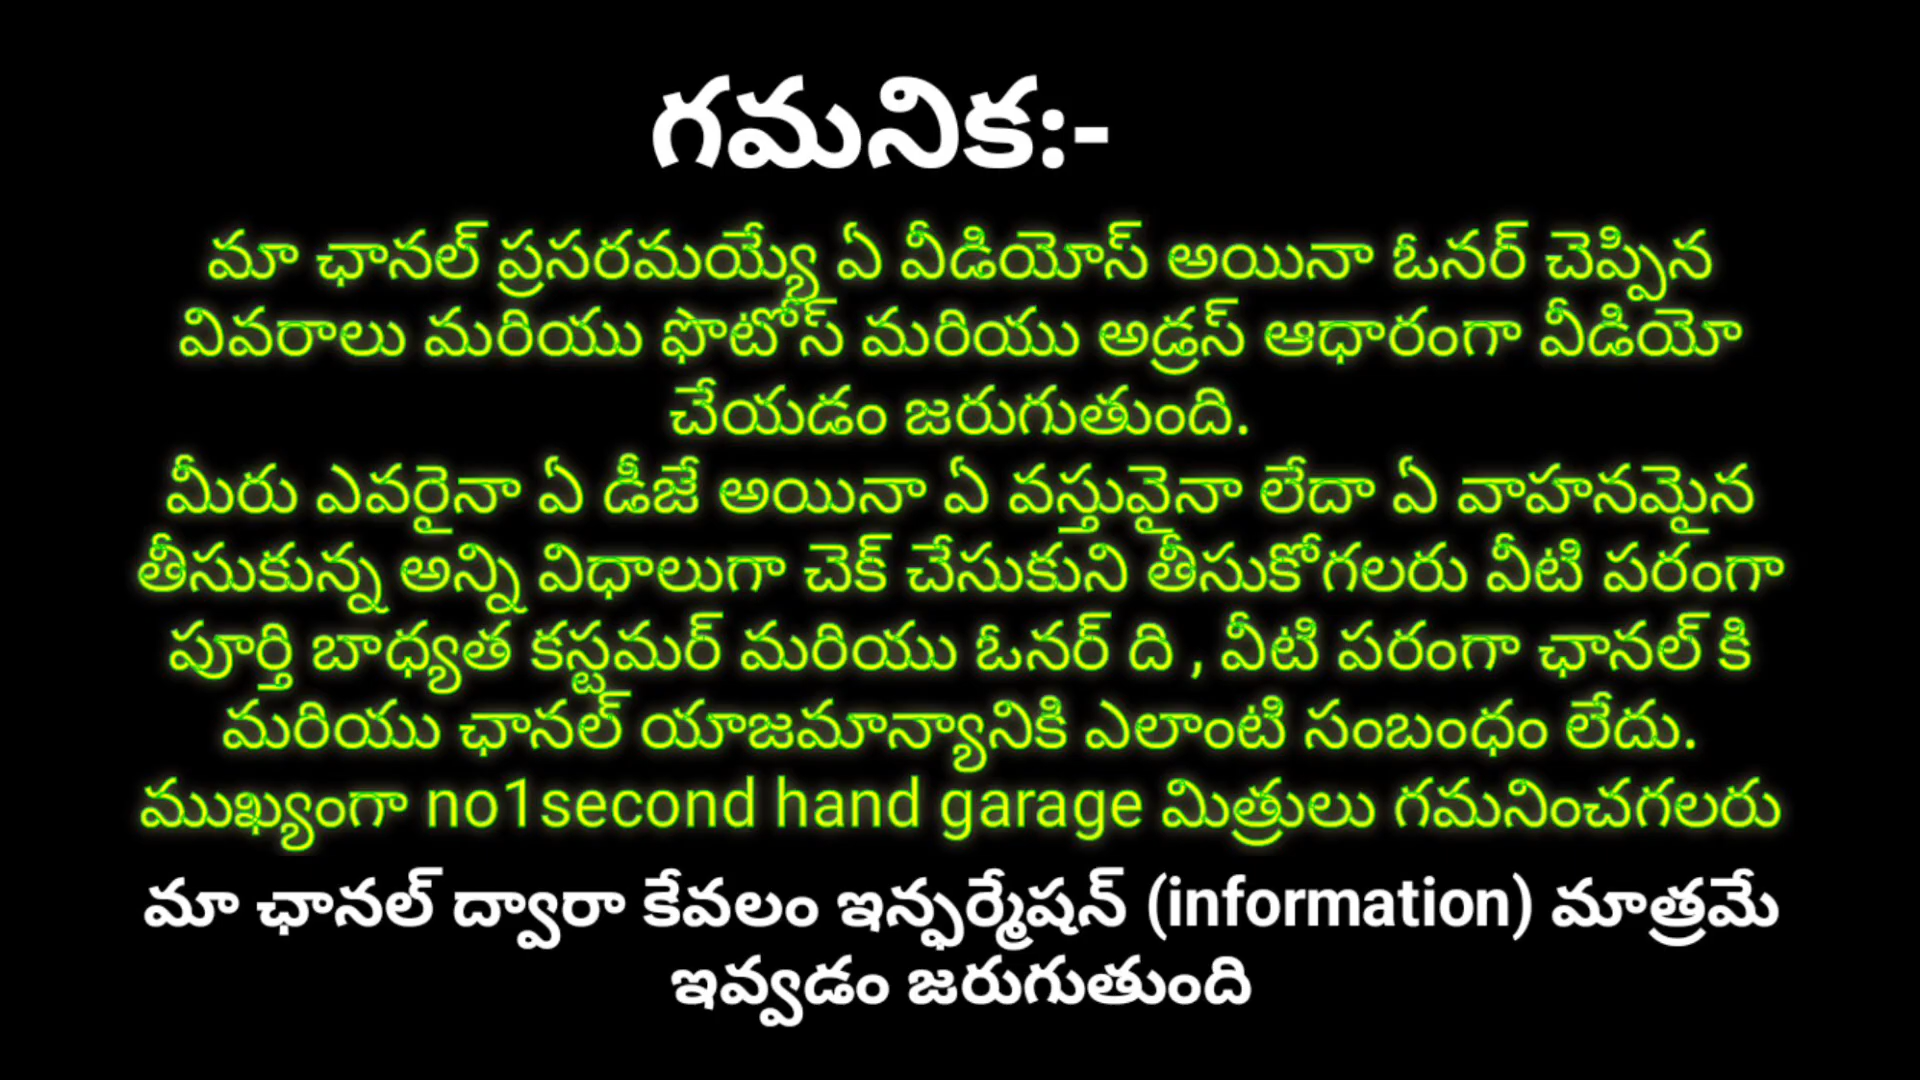 గమనిక:-
మా ఛానల్ ప్రసరమయ్యే ఏ వీడియోస్ అయినా ఓనర్ చెప్పిన
వివరాలు మరియు ఫొటోస్ మరియు అడ్రస్ ఆధారంగా వీడియో
చేయడం జరుగుతుంది.
మీరు ఎవరైనా ఏ డీజే అయినా ఏ వస్తువైనా లేదా ఏ వాహనమైన
తీసుకున్న అన్ని విధాలుగా చెక్ చేసుకుని తీసుకోగలరు వీటి పరంగా
పూర్తి బాధ్యత కస్టమర్ మరియు ఓనర్ ది , వీటి పరంగా ఛానల్ కి
మరియు ఛానల్ యాజమాన్యానికి ఎలాంటి సంబంధం లేదు.
ముఖ్యంగా no1second hand garage మిత్రులు గమనించగలరు
మా ఛానల్ ద్వారా కేవలం ఇన్ఫర్మేషన్ (information) మాత్రమే
ఇవ్వడం జరుగుతుంది